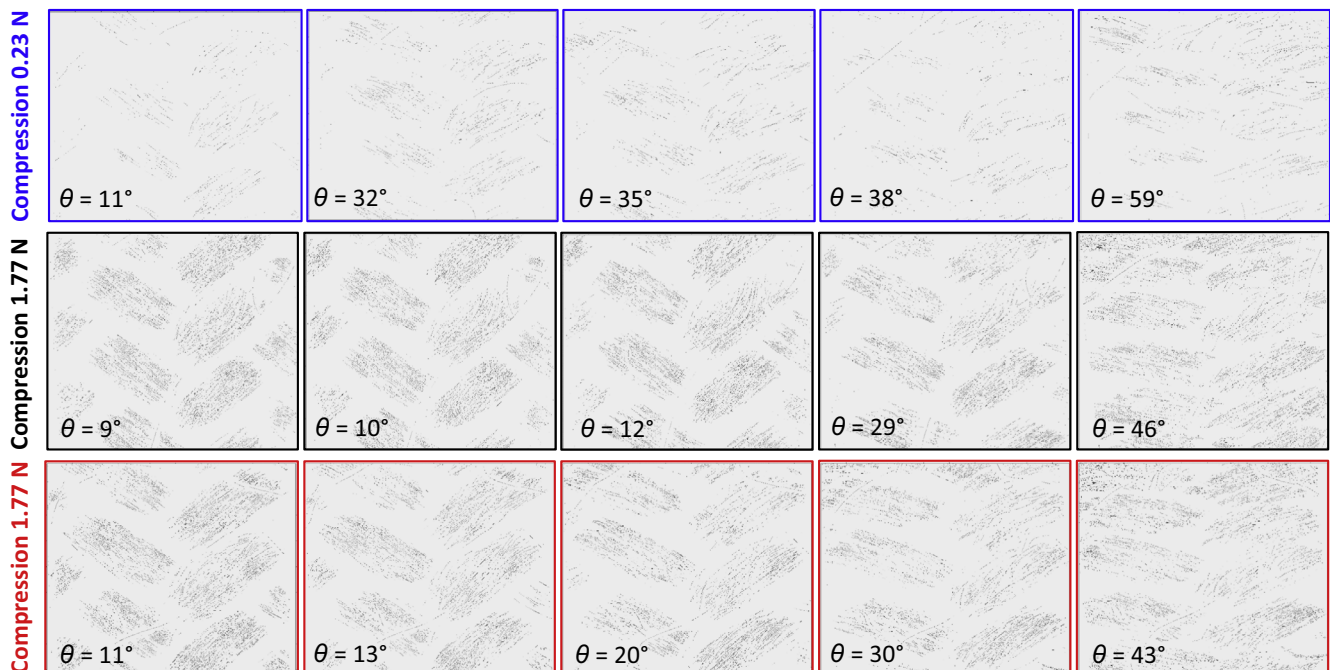 Compression 0.23 N
θ = 11°
θ = 32°
θ = 35°
θ = 38°
θ = 59°
Compression 1.77 N
θ = 9°
θ = 10°
θ = 12°
θ = 29°
θ = 46°
Compression 1.77 N
θ = 11°
θ = 13°
θ = 20°
θ = 30°
θ = 43°